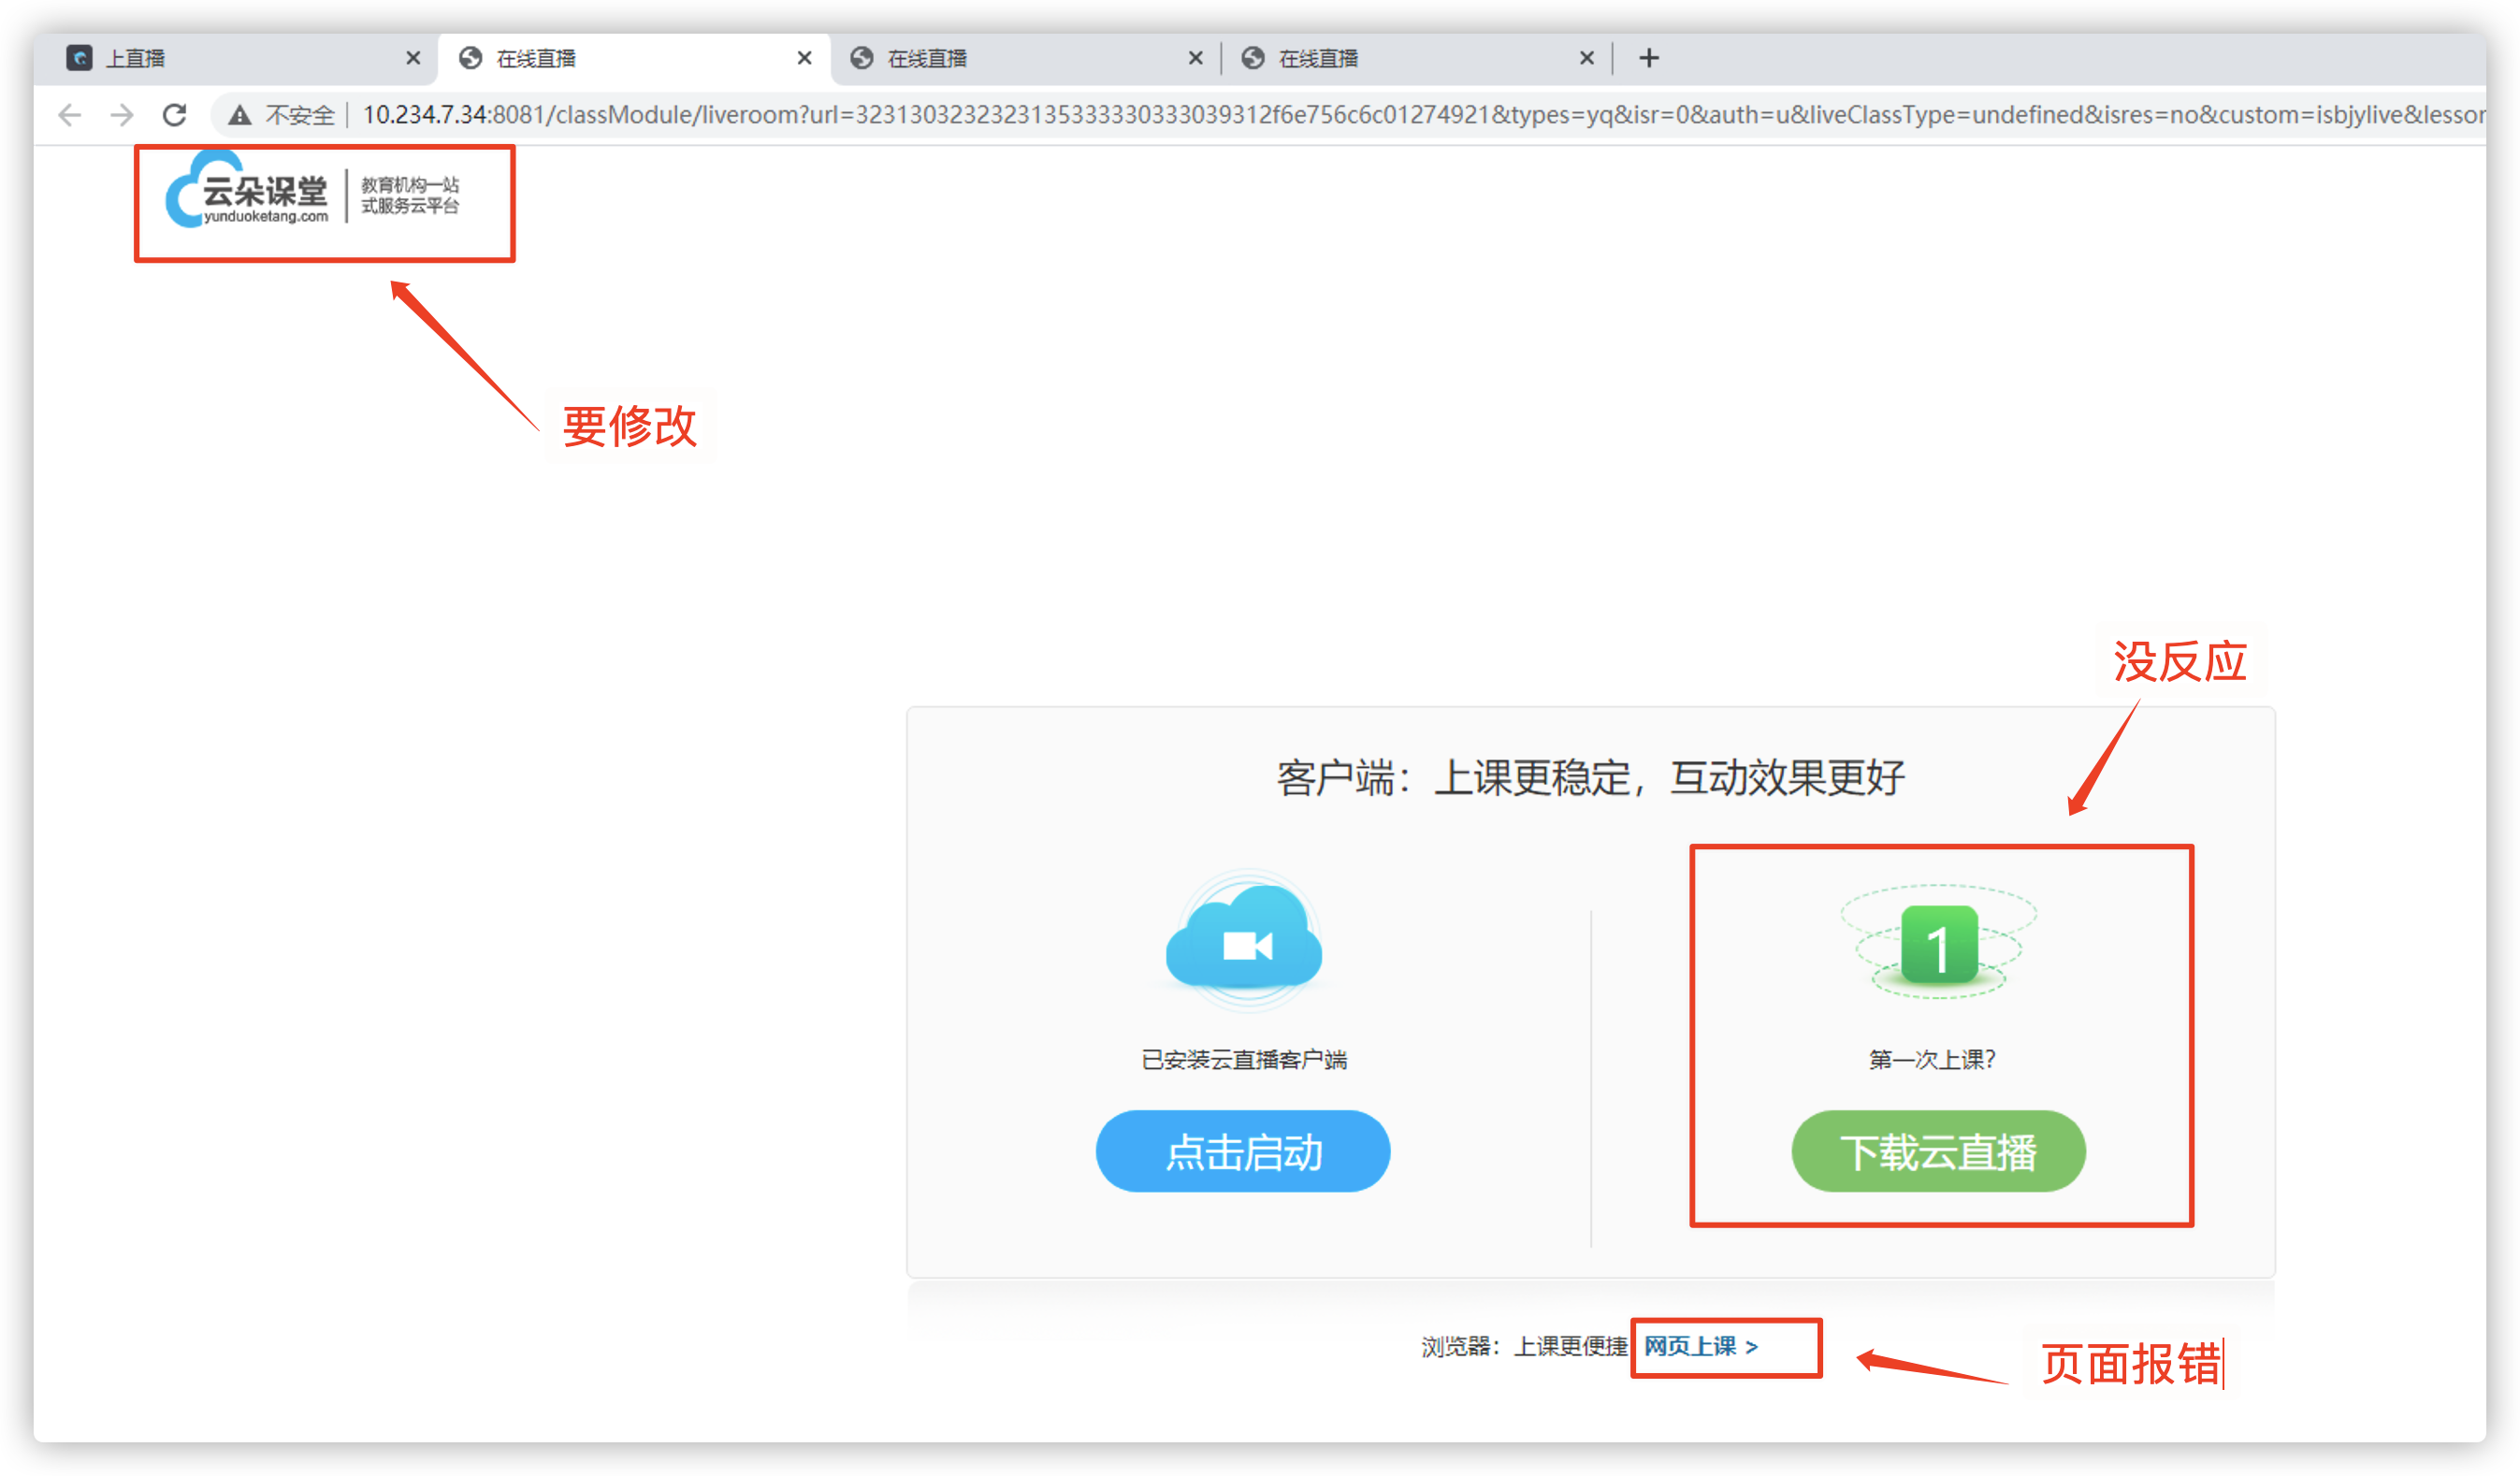 上直播
在线直播
在线直播
在线直播
不安全
10.234.7.34:8081/classModule/liveroom?url=32313032323231353333330333039312f6e756c6c01274921&types=yq&isr=0&auth=u&liveClassType=undefined&isres=no&custom=isbjylive&lessor
云朵课堂
yunduoketang.com
教育机构一站
式服务云平台
要修改
没反应
客户端：上课更稳定，互动效果更好
1
已安装云直播客户端
第一次上课？
点击启动
下载云直播
浏览器：上课更便捷 网页上课 >
页面报错